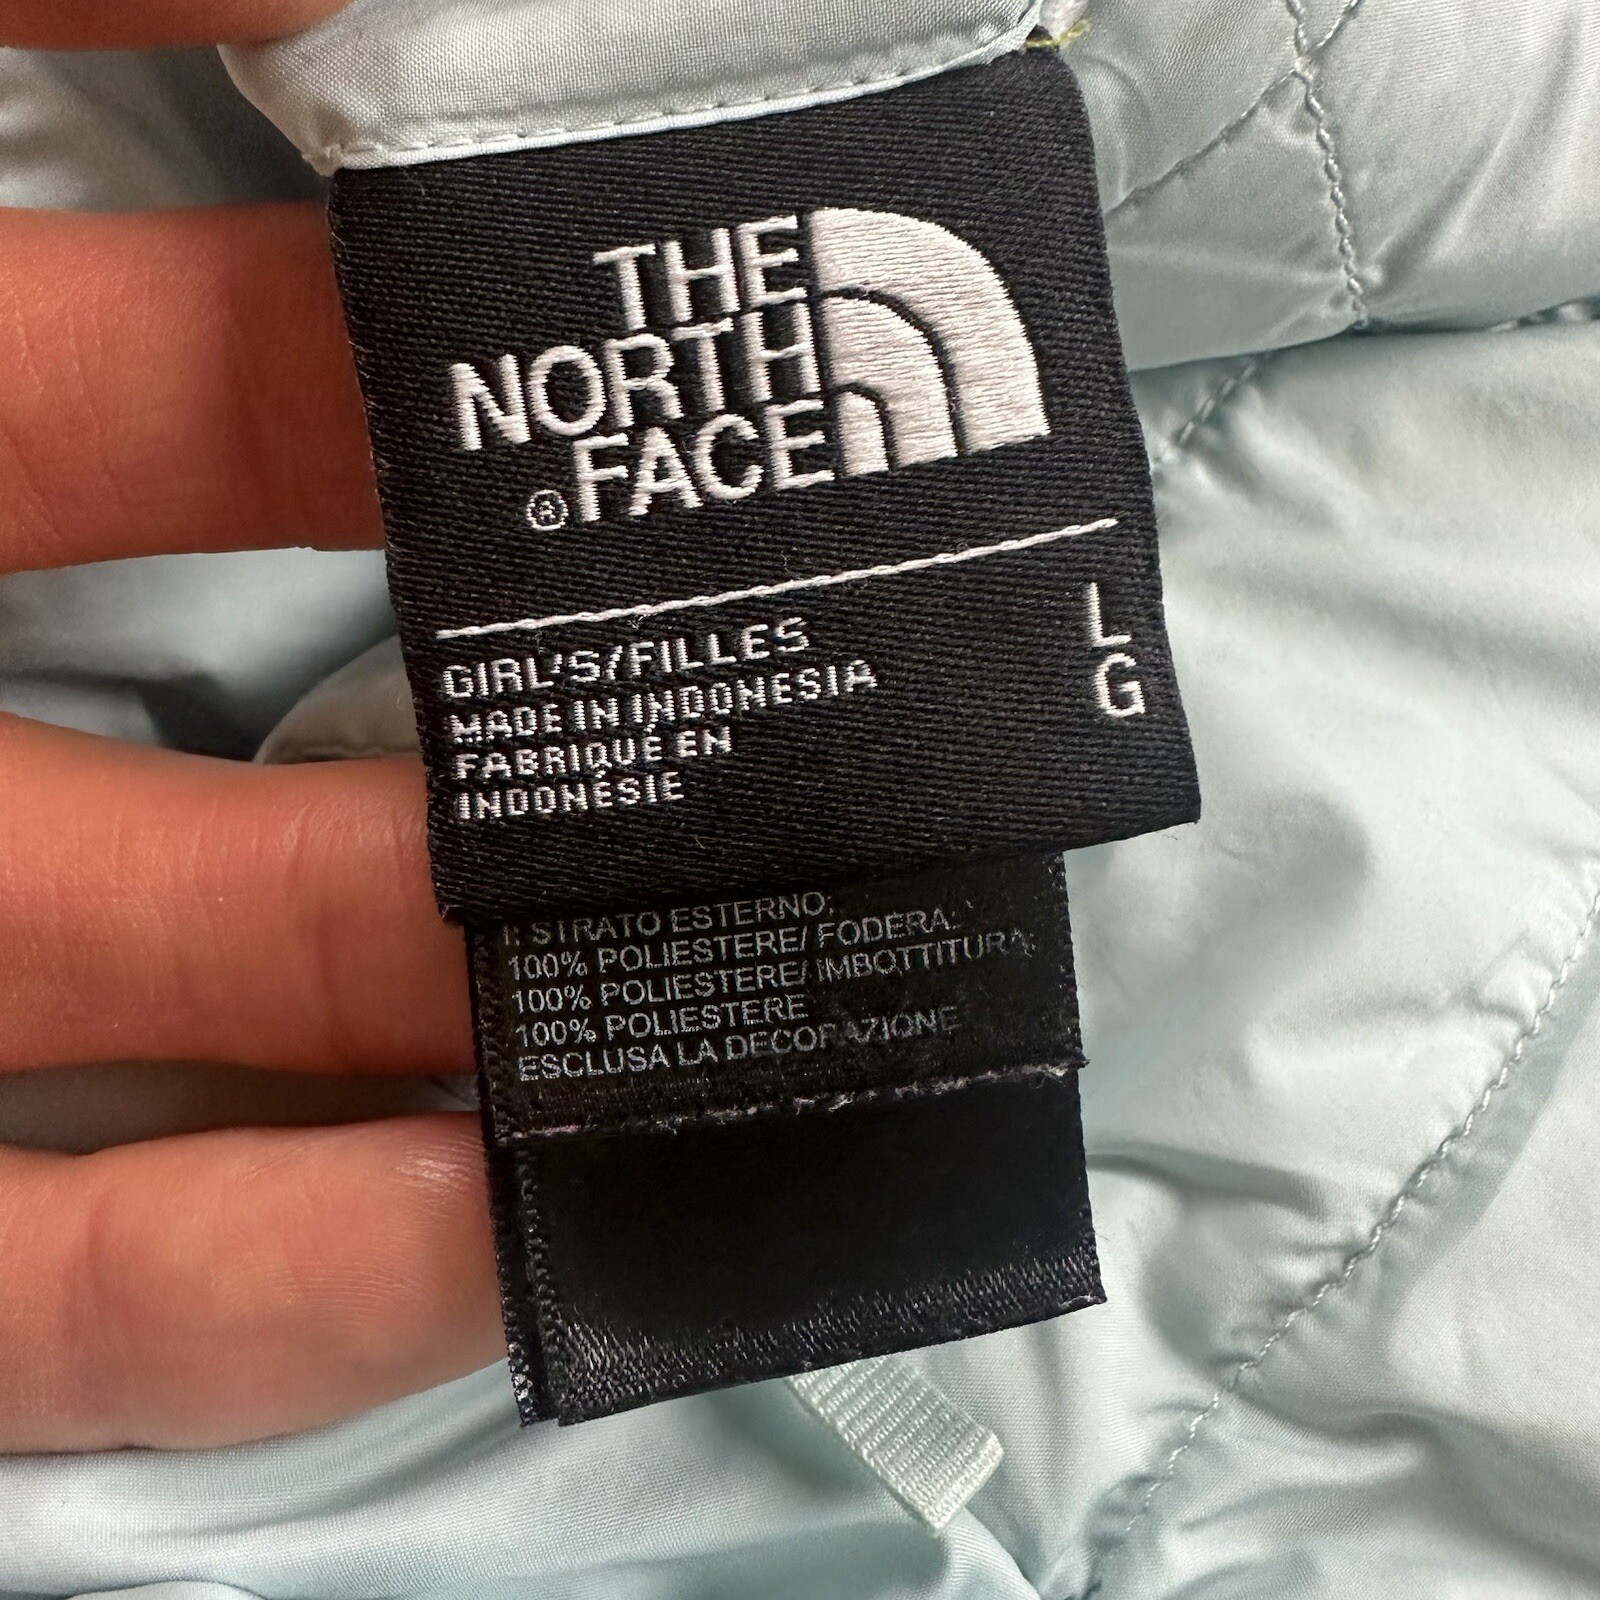 THE
NORTH
FACE
®
GIRL'S/FILLES
MADE IN INDONESIA
FABRIQUÉ EN
INDONÉSIE
L
G
I: STRATO ESTERNO:
100% POLIESTERE/ FODERA:
100% POLIESTERE/ IMBOTTITURA:
100% POLIESTERE
ESCLUSA LA DECORAZIONE